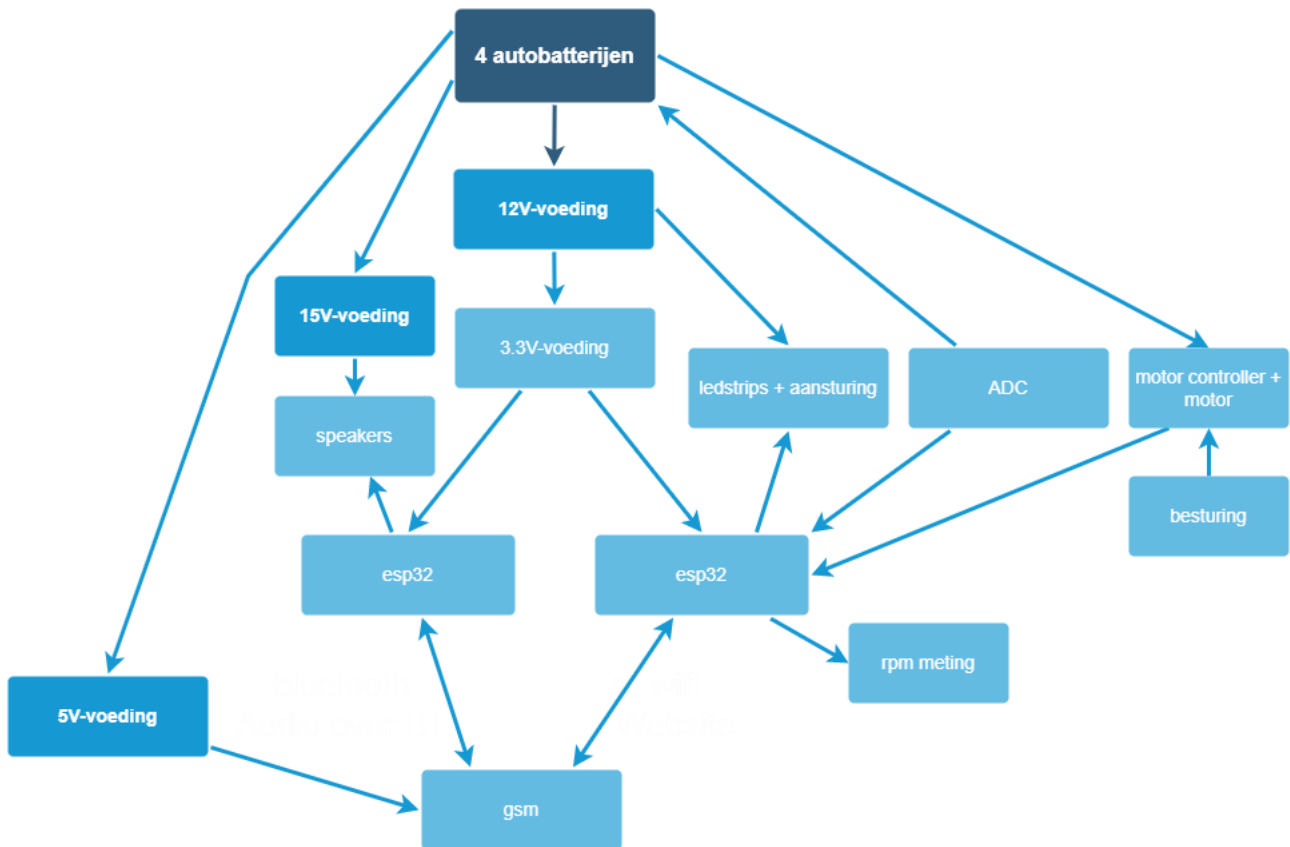 4 autobatterijen
12V-voeding
15V-voeding
3.3V-voeding
ledstrips + aansturing
ADC
motor controller +
motor
speakers
besturing
esp32
esp32
rpm meting
5V-voeding
gsm